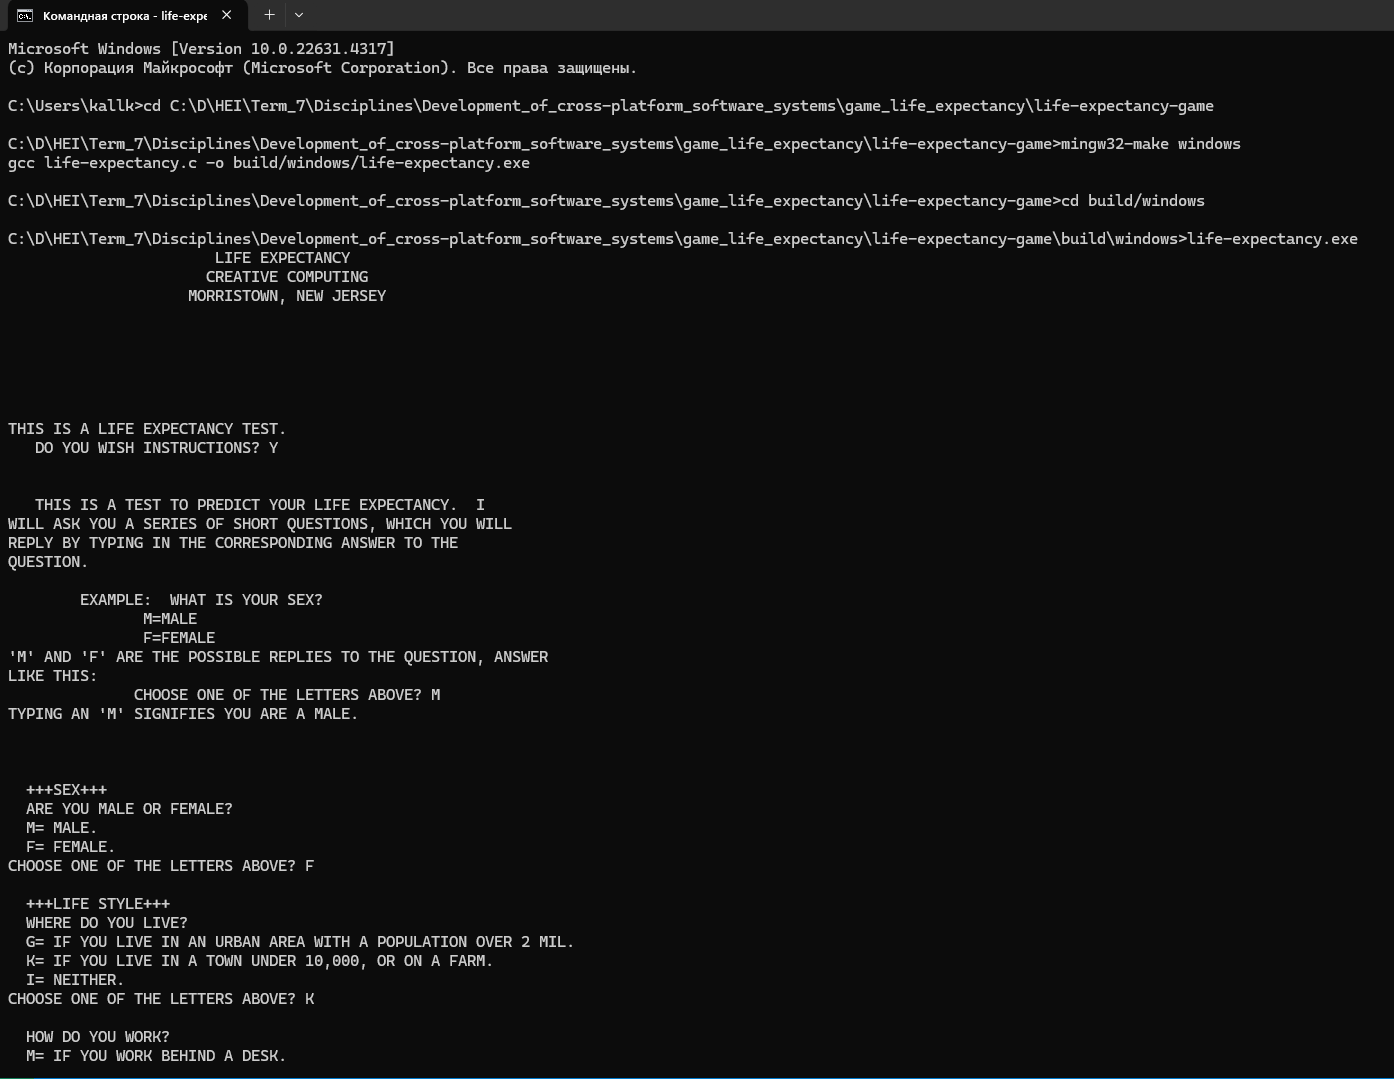 Командная строка - life-expe
Microsoft Windows [Version 10.0.22631.4317]
(c) Корпорация Майкрософт (Microsoft Corporation). Все права защищены.
C:\Users\kallk>cd C:\D\HEI\Term_7\Disciplines\Development_of_cross-platform_software_systems\game_life_expectancy\life-expectancy-game
C:\D\HEI\Term_7\Disciplines\Development_of_cross-platform_software_systems\game_life_expectancy\life-expectancy-game>mingw32-make windows
gcc life-expectancy.c -o build/windows/life-expectancy.exe
C:\D\HEI\Term_7\Disciplines\Development_of_cross-platform_software_systems\game_life_expectancy\life-expectancy-game>cd build/windows
C:\D\HEI\Term_7\Disciplines\Development_of_cross-platform_software_systems\game_life_expectancy\life-expectancy-game\build\windows>life-expectancy.exe
LIFE EXPECTANCY
CREATIVE COMPUTING
MORRISTOWN, NEW JERSEY
THIS IS A LIFE EXPECTANCY TEST.
DO YOU WISH INSTRUCTIONS? Y
THIS IS A TEST TO PREDICT YOUR LIFE EXPECTANCY.  I
WILL ASK YOU A SERIES OF SHORT QUESTIONS, WHICH YOU WILL
REPLY BY TYPING IN THE CORRESPONDING ANSWER TO THE
QUESTION.
EXAMPLE:  WHAT IS YOUR SEX?
M=MALE
F=FEMALE
'M' AND 'F' ARE THE POSSIBLE REPLIES TO THE QUESTION, ANSWER
LIKE THIS:
CHOOSE ONE OF THE LETTERS ABOVE? M
TYPING AN 'M' SIGNIFIES YOU ARE A MALE.
+++SEX+++
ARE YOU MALE OR FEMALE?
M= MALE.
F= FEMALE.
CHOOSE ONE OF THE LETTERS ABOVE? F
+++LIFE STYLE+++
WHERE DO YOU LIVE?
G= IF YOU LIVE IN AN URBAN AREA WITH A POPULATION OVER 2 MIL.
K= IF YOU LIVE IN A TOWN UNDER 10,000, OR ON A FARM.
I= NEITHER.
CHOOSE ONE OF THE LETTERS ABOVE? K
HOW DO YOU WORK?
M= IF YOU WORK BEHIND A DESK.